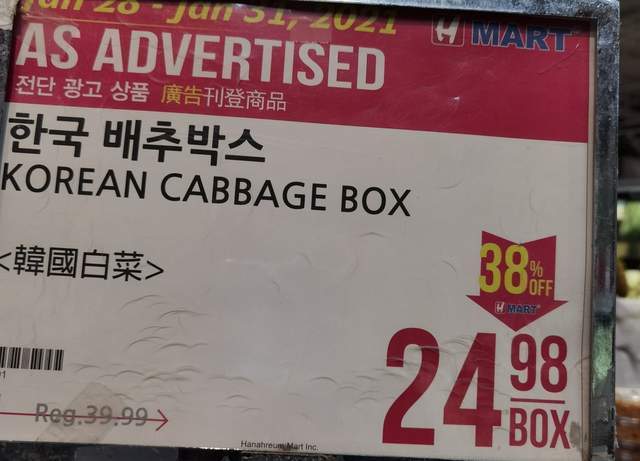 Jan 28 - Jan 31, 2021
H MART
AS ADVERTISED
전단 광고 상품 廣告刊登商品
한국 배추박스
KOREAN CABBAGE BOX
<韓國白菜>
38% OFF
H MART
24 98
BOX
Reg. 39.99
Hanahreum Mart Inc.